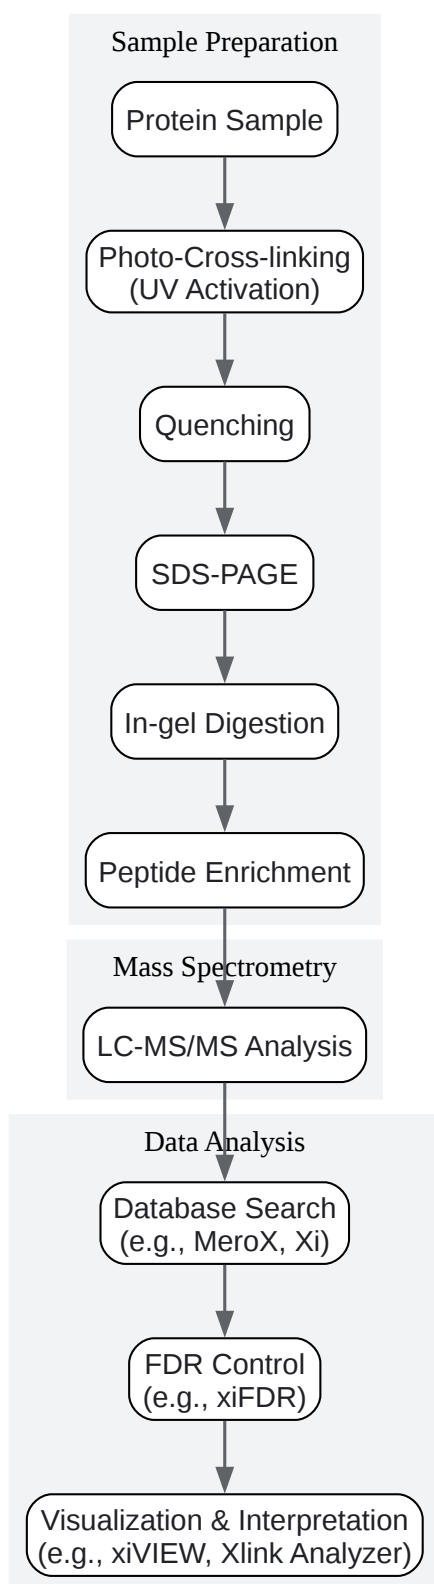 Sample Preparation
Protein Sample
Photo-Cross-linking
(UV Activation)
Quenching
SDS-PAGE
In-gel Digestion
Peptide Enrichment
Mass Spectrometry
LC-MS/MS Analysis
Data Analysis
Database Search
(e.g., MeroX, Xi)
FDR Control
(e.g., xiFDR)
Visualization & Interpretation
(e.g., xiVIEW, Xlink Analyzer)